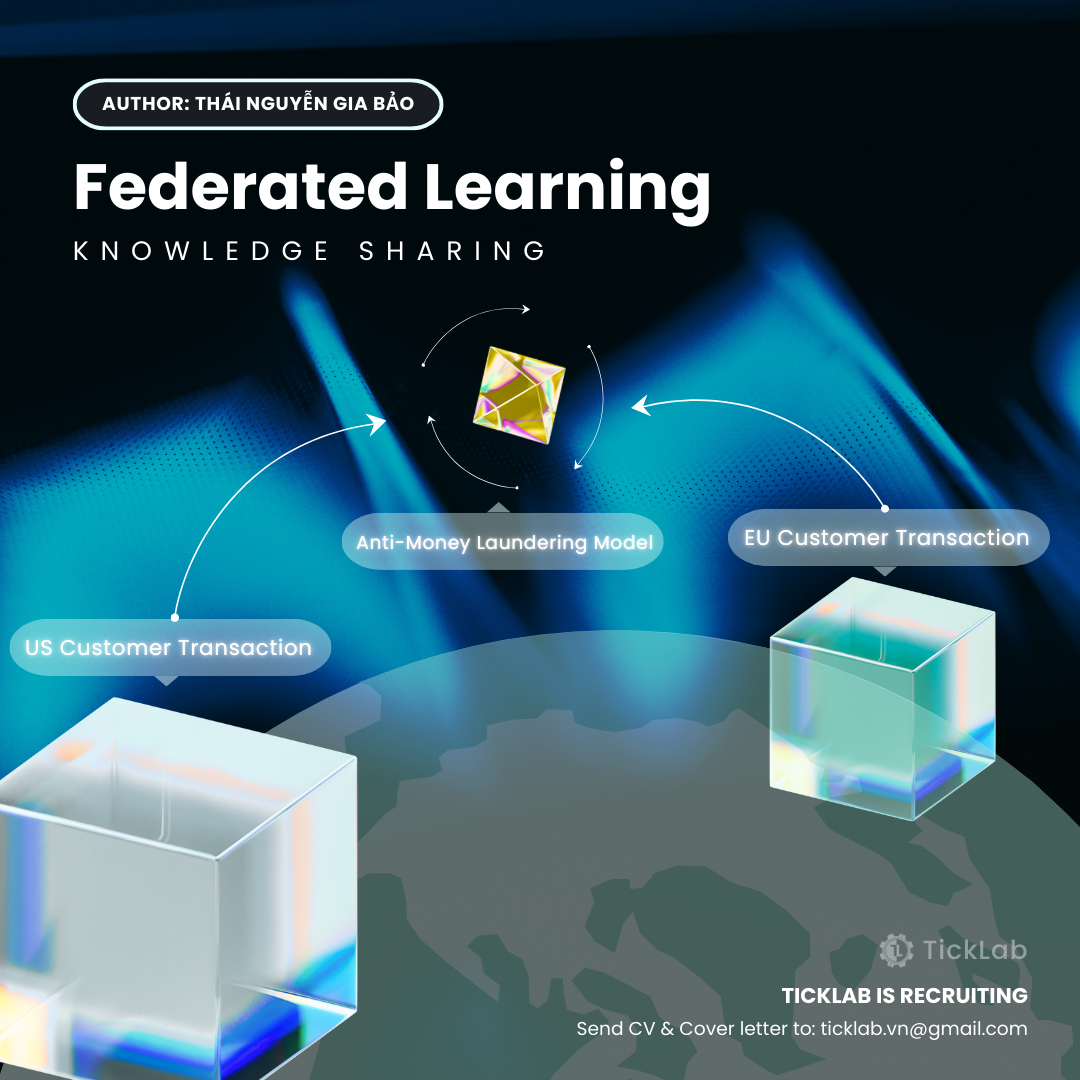 AUTHOR: THÁI NGUYỄN GIA BẢO
Federated Learning
KNOWLEDGE SHARING
Anti-Money Laundering Model
EU Customer Transaction
US Customer Transaction
TickLab
TICKLAB IS RECRUITING
Send CV & Cover letter to: ticklab.vn@gmail.com